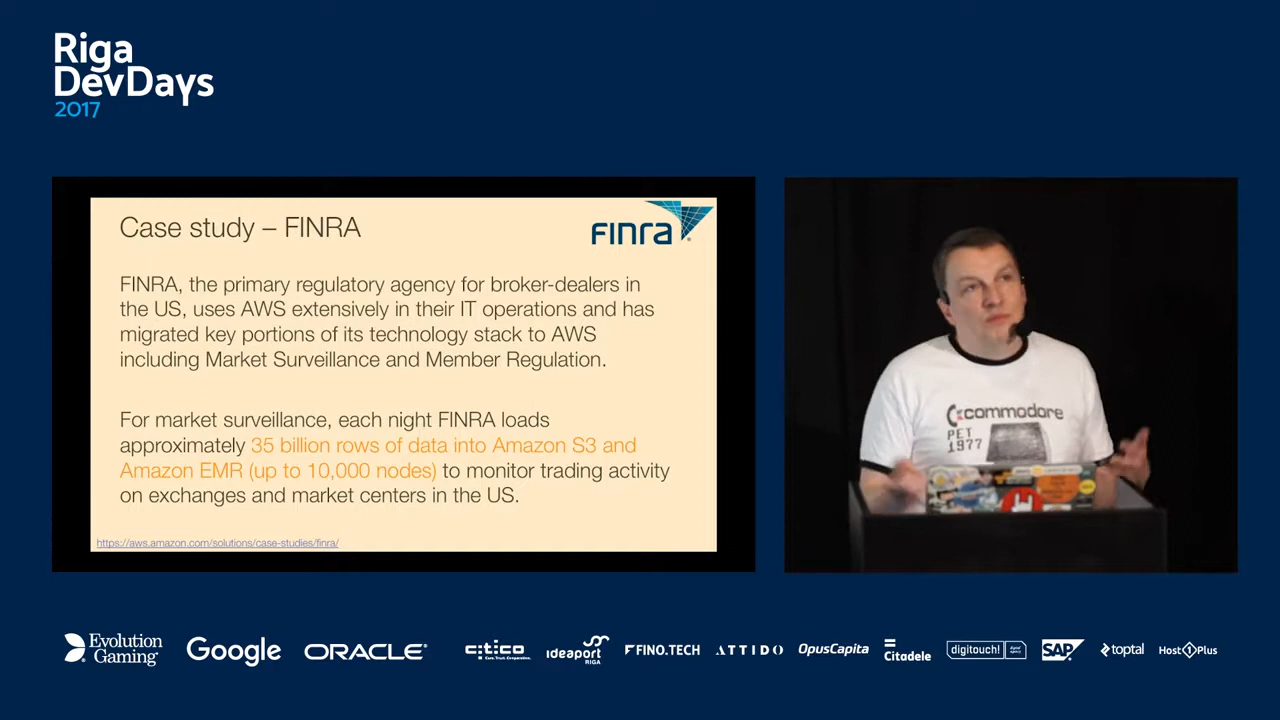 Riga
DevDays
2017
Case study – FINRA
FINRA
FINRA, the primary regulatory agency for broker-dealers in
the US, uses AWS extensively in their IT operations and has
migrated key portions of its technology stack to AWS
including Market Surveillance and Member Regulation.
For market surveillance, each night FINRA loads
approximately 35 billion rows of data into Amazon S3 and
Amazon EMR (up to 10,000 nodes) to monitor trading activity
on exchanges and market centers in the US.
https://aws.amazon.com/solutions/case-studies/finra/
commodore
PET
1977
Evolution
Gaming
Google
ORACLE
citico
Care. Trust. Cooperation.
ideaport
RIGA
FINO.TECH
ATTIDO
OpusCapita
Citadele
digitouch!
SAP
toptal
Host1Plus